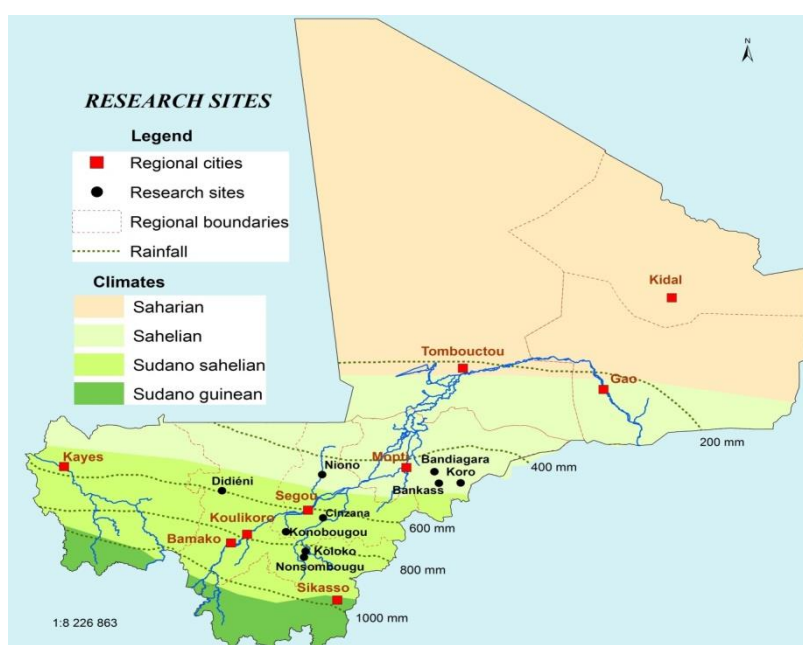 N
RESEARCH SITES
Legend
Regional cities
Research sites
Regional boundaries
Rainfall
Climates
Saharian
Sahelian
Sudano sahelian
Sudano guinean
Kidal
Tombouctou
Gao
200 mm
Kayes
Niono
Mopti
Bandiagara
Koro
400 mm
Didiéni
Bankass
Segou
Cinzana
600 mm
Koulikoro
Konobougou
Bamako
Koloko
800 mm
Nonsombougu
Sikasso
1000 mm
1:8 226 863